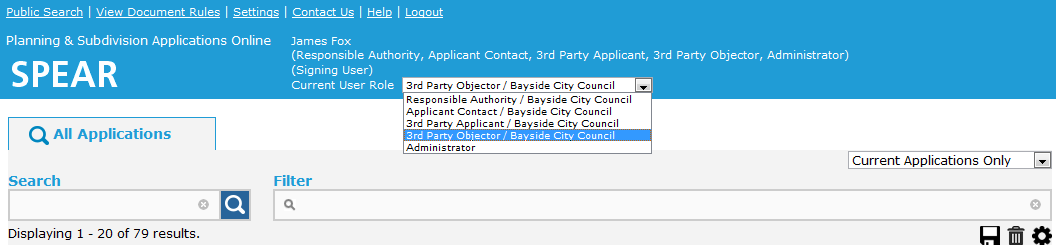 Public Search | View Document Rules | Settings | Contact Us | Help | Logout
Planning & Subdivision Applications Online
SPEAR
James Fox
(Responsible Authority, Applicant Contact, 3rd Party Applicant, 3rd Party Objector, Administrator)
(Signing User)
Current User Role 3rd Party Objector / Bayside City Council
Responsible Authority / Bayside City Council
Applicant Contact / Bayside City Council
3rd Party Applicant / Bayside City Council
3rd Party Objector / Bayside City Council
Administrator
All Applications
Current Applications Only
Search Filter
Displaying 1 - 20 of 79 results.